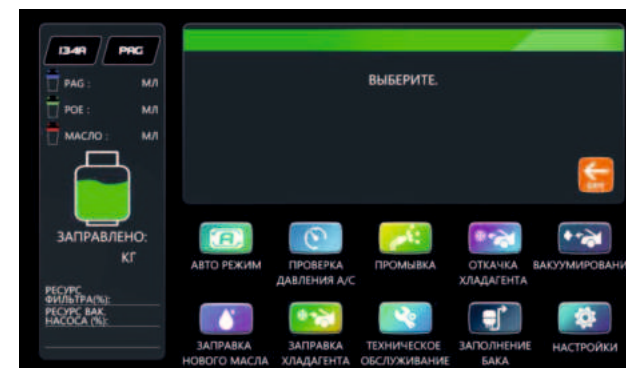 134A PAG
PAG : МЛ
POE : МЛ
МАСЛО : МЛ
ЗАПРАВЛЕНО:
КГ
РЕСУРС
ФИЛЬТРА(%):
РЕСУРС ВАК.
НАСОСА (%):
ВЫБЕРИТЕ.
АВТО РЕЖИМ
ПРОВЕРКА
ДАВЛЕНИЯ A/C
ПРОМЫВКА
ОТКАЧКА
ХЛАДАГЕНТА
ВАКУУМИРОВАНИ
ЗАПРАВКА
НОВОГО МАСЛА
ЗАПРАВКА
ХЛАДАГЕНТА
ТЕХНИЧЕСКОЕ
ОБСЛУЖИВАНИЕ
ЗАПОЛНЕНИЕ
БАКА
НАСТРОЙКИ